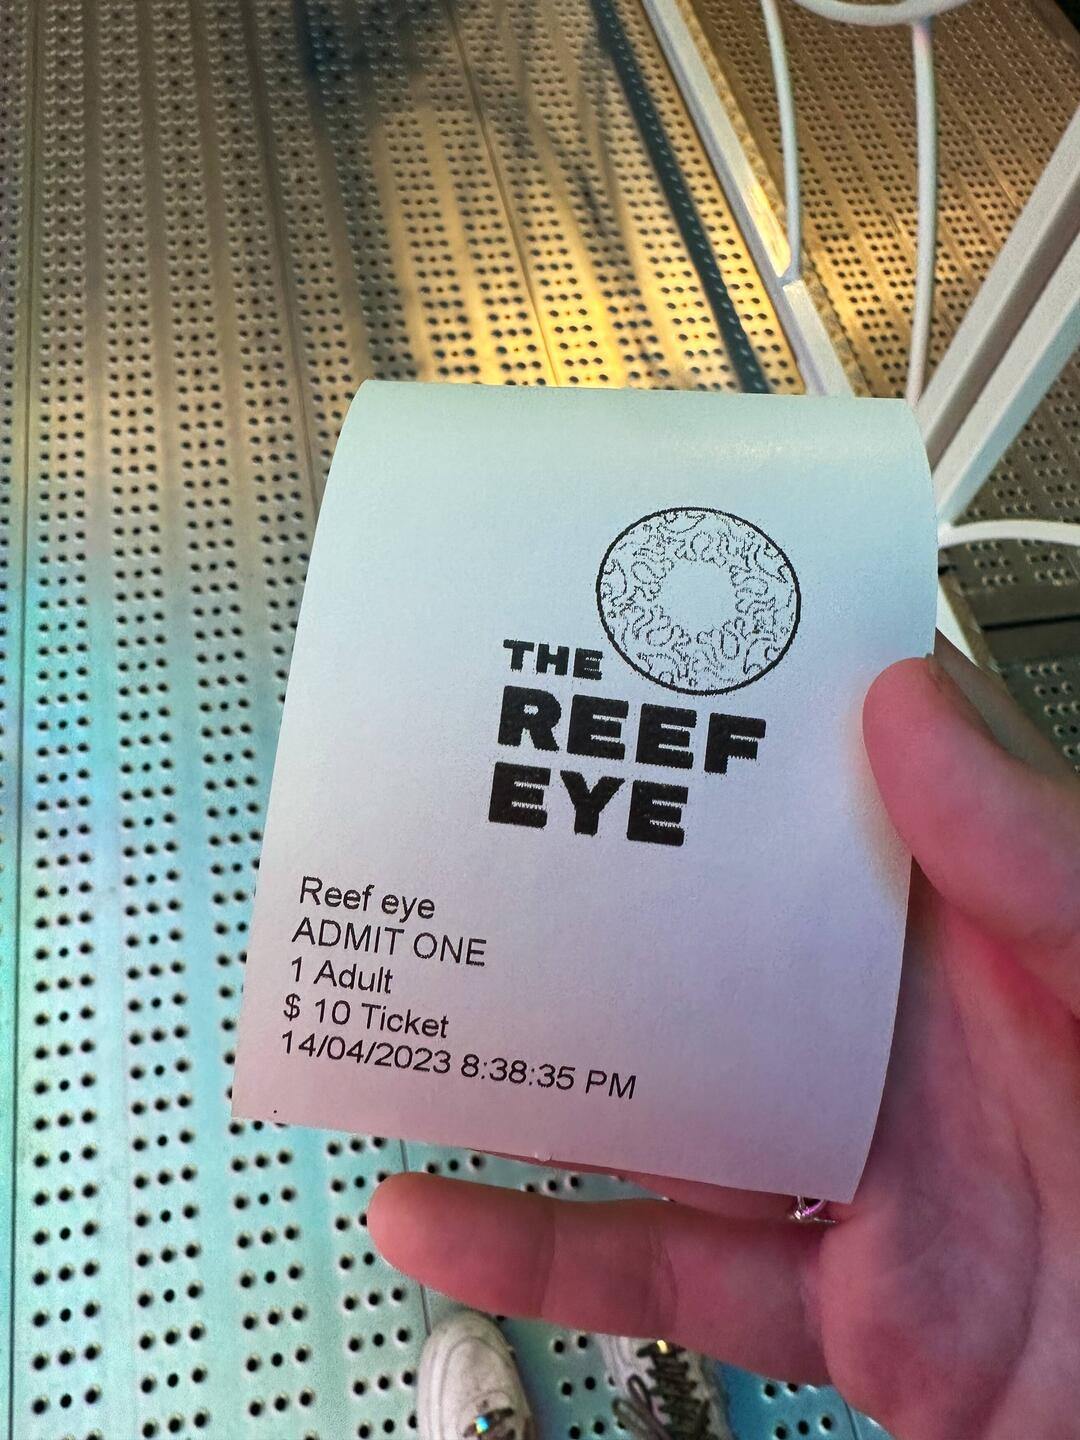 THE
REEF
EYE
Reef eye
ADMIT ONE
1 Adult
$ 10 Ticket
14/04/2023 8:38:35 PM